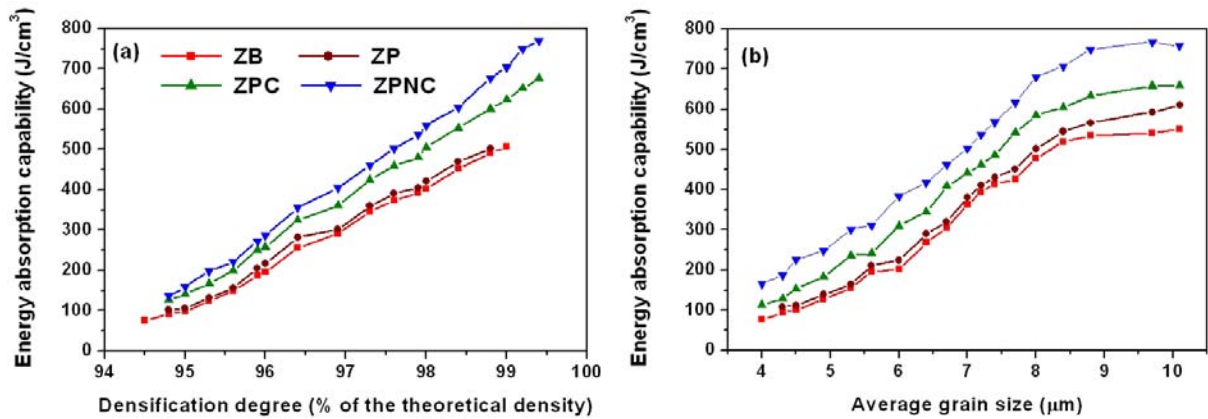 (a)
ZB
ZP
ZPC
ZPNC
Energy absorption capability (J/cm³)
800
700
600
500
400
300
200
100
0
94 95 96 97 98 99 100
Densification degree (% of the theoretical density)
(b)
Energy absorption capability (J/cm³)
800
700
600
500
400
300
200
100
0
4 5 6 7 8 9 10
Average grain size (μm)